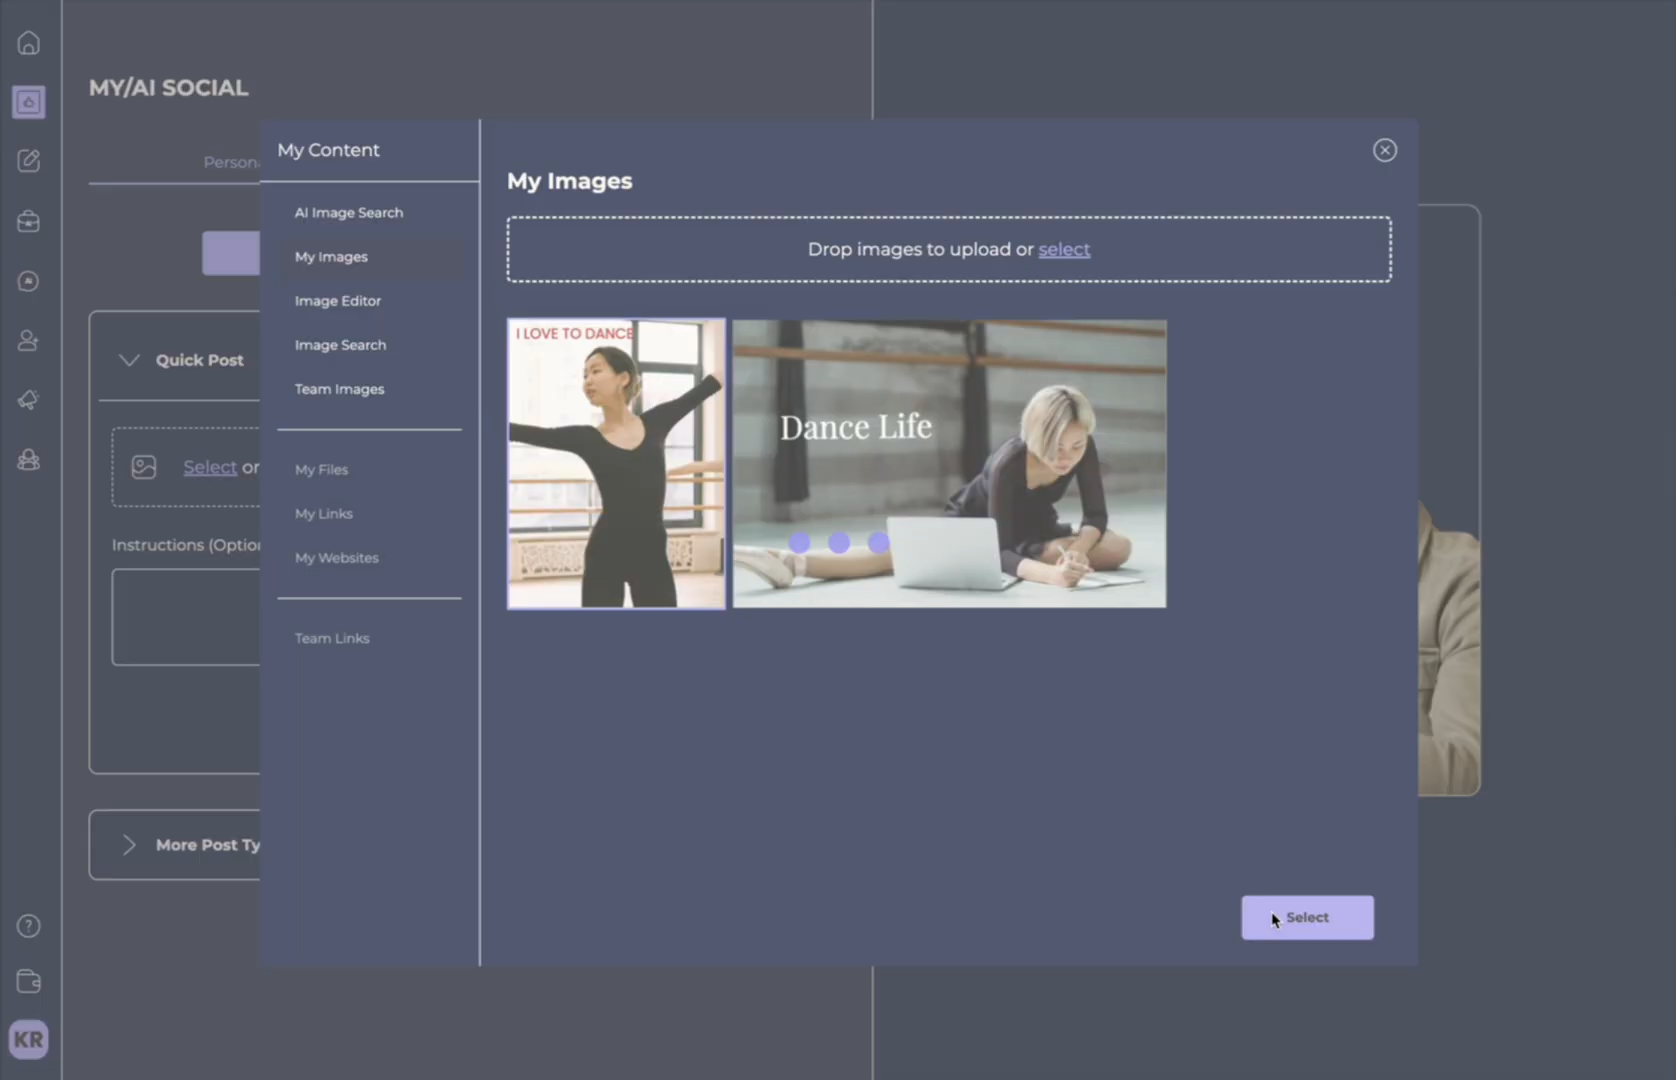 MY/AI SOCIAL
Persona
Quick Post
Select or
Instructions (Option
More Post Ty
KR
My Content
AI Image Search
My Images
Image Editor
Image Search
Team Images
My Files
My Links
My Websites
Team Links
My Images
Drop images to upload or select
I LOVE TO DANCE
Dance Life
Select